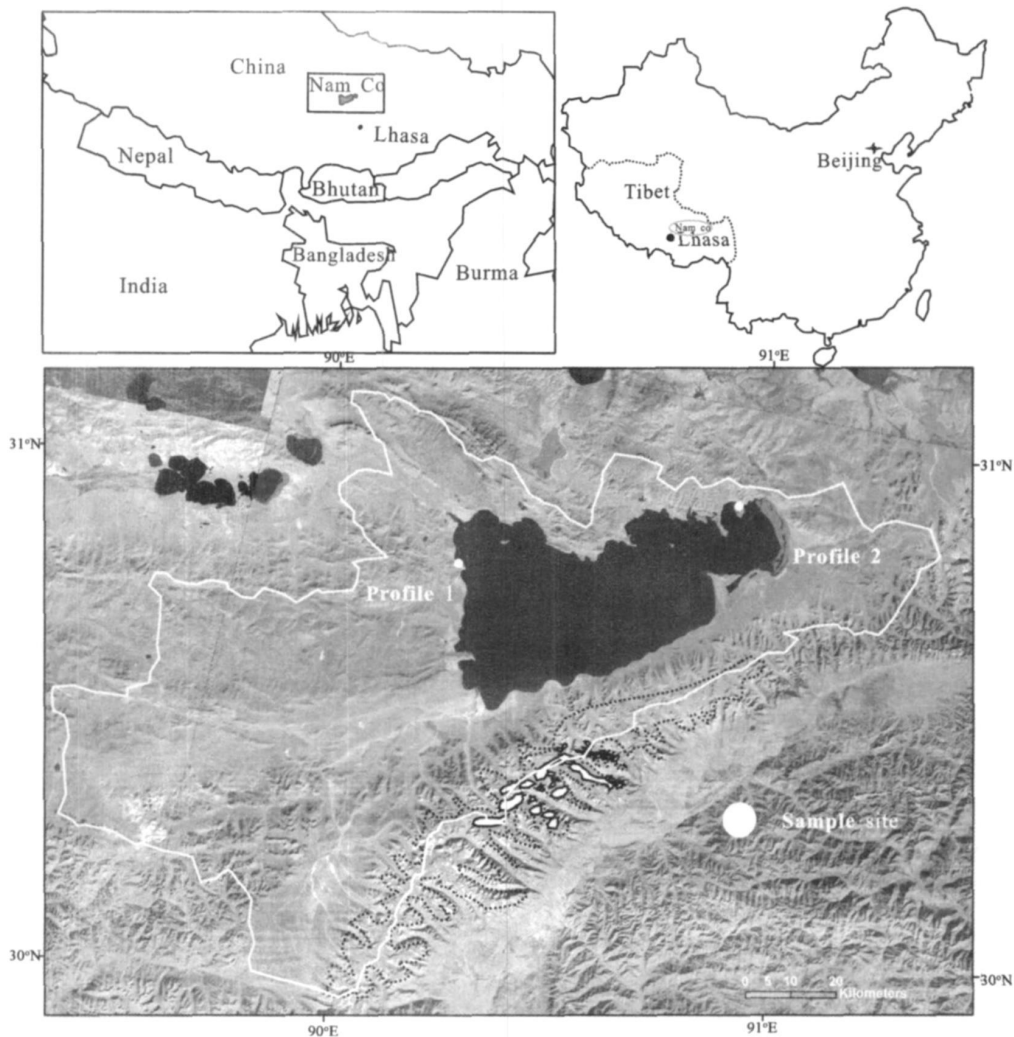 China
Nam Co
Lhasa
Nepal
Bhutan
Bangladesh
India
Burma
Beijing
Tibet
Nam co
Lhasa
90°E
91°E
31°N
31°N
Profile 1
Profile 2
Sample site
30°N
30°N
0 5 10 20
Kilometers
90°E
91°E